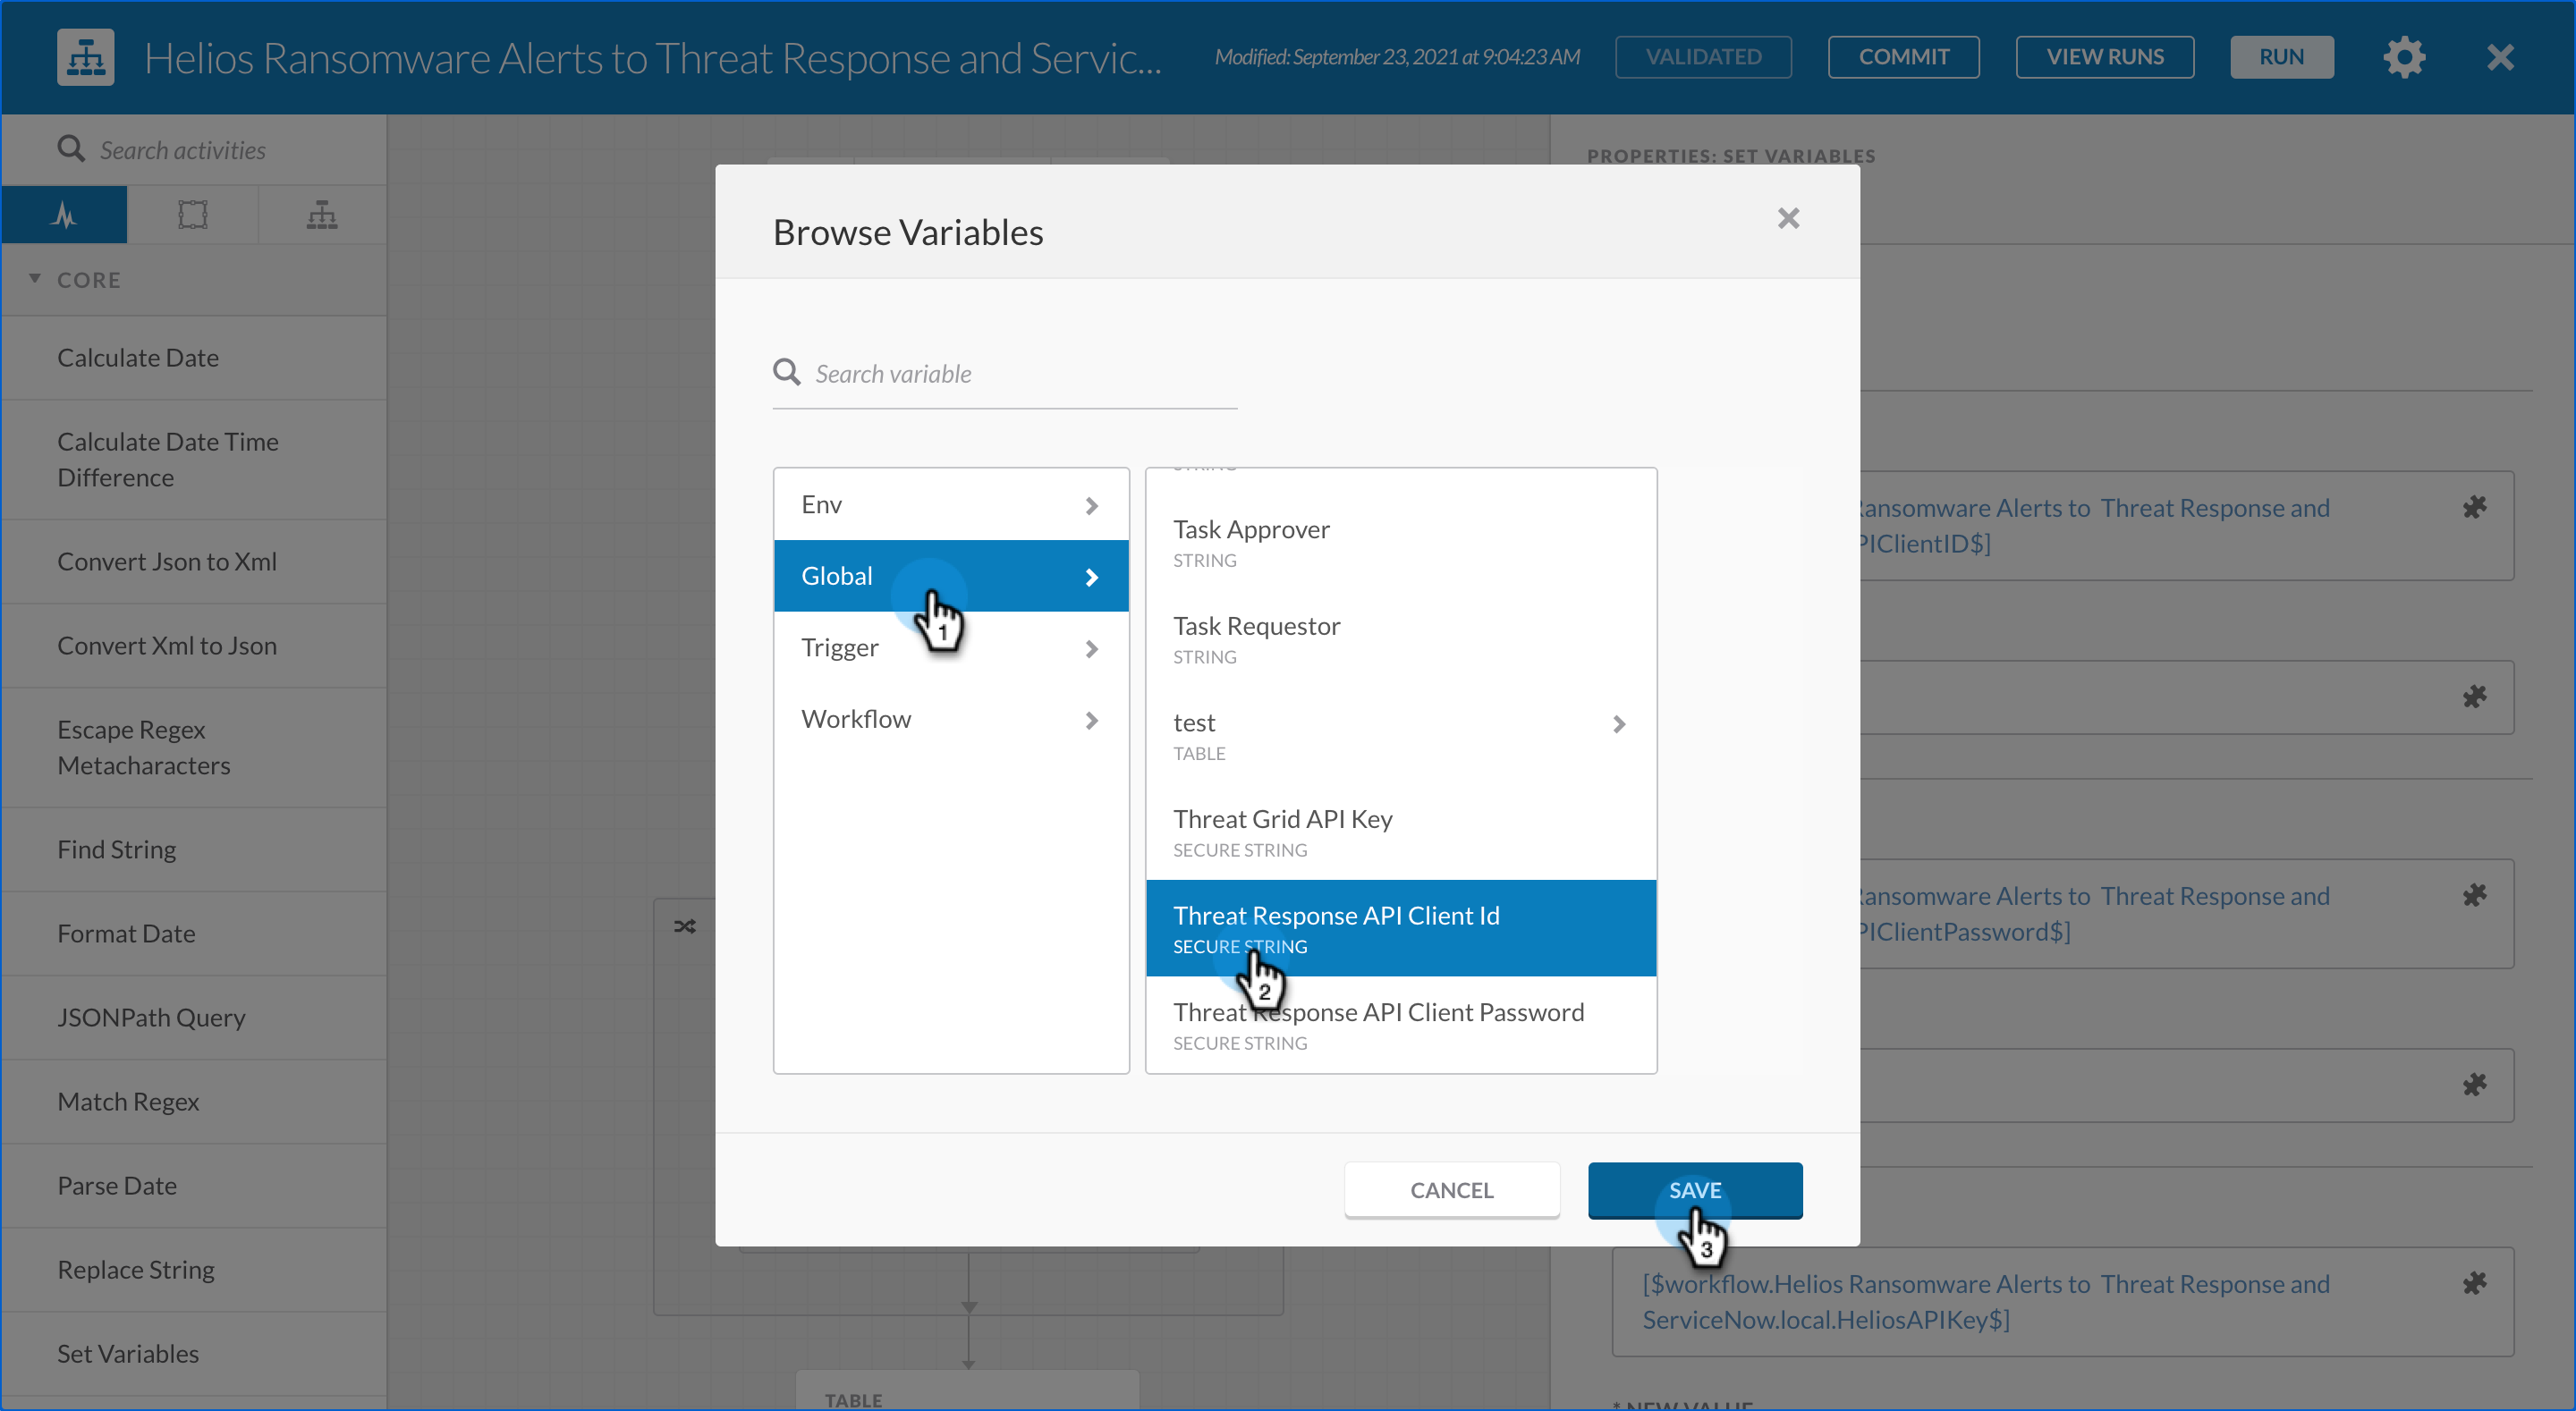 Helios Ransomware Alerts to Threat Response and Servic...
Modified: September 23, 2021 at 9:04:23 AM
VALIDATED
COMMIT
VIEW RUNS
RUN
Search activities
CORE
Calculate Date
Calculate Date Time
Difference
Convert Json to Xml
Convert Xml to Json
Escape Regex
Metacharacters
Find String
Format Date
JSONPath Query
Match Regex
Parse Date
Replace String
Set Variables
TABLE
Browse Variables
Search variable
Env
Global
1
Trigger
Workflow
STRING
Task Approver
STRING
Task Requestor
STRING
test
TABLE
Threat Grid API Key
SECURE STRING
Threat Response API Client Id
SECURE STRING
2
Threat Response API Client Password
SECURE STRING
CANCEL
SAVE
3
PROPERTIES: SET VARIABLES
Ransomware Alerts to Threat Response and
PIClientID$]
Ransomware Alerts to Threat Response and
PIClientPassword$]
[$workflow.Helios Ransomware Alerts to Threat Response and
ServiceNow.local.HeliosAPIKey$]
* NEW VALUE